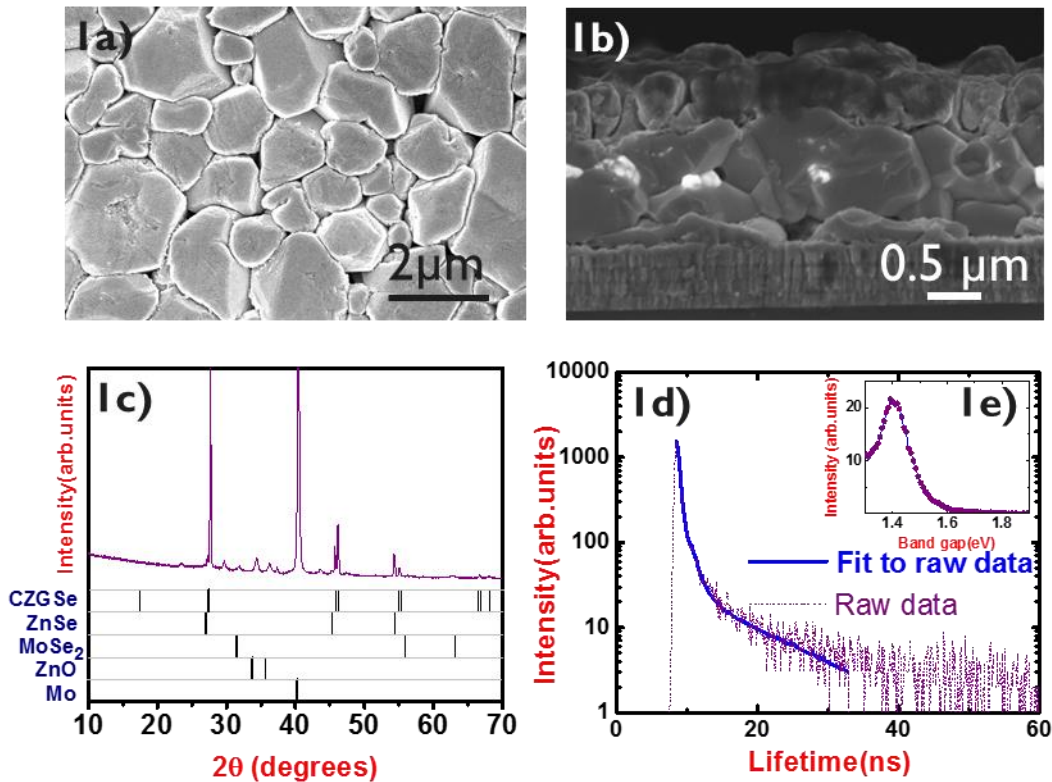 1a)
2μm
1b)
0.5 μm
1c)
Intensity(arb.units)
CZGSe
ZnSe
MoSe2
ZnO
Mo
10 20 30 40 50 60 70
2θ (degrees)
1d)
Intensity(arb.units)
10000
1000
100
10
1
0 20 40 60
Lifetime(ns)
Fit to raw data
Raw data
1e)
Intensity (arb.units)
20
10
1.4 1.6 1.8
Band gap(eV)